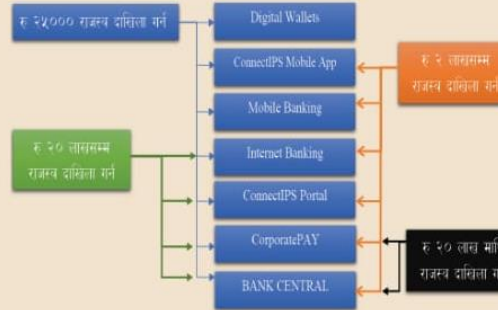 रु २५००० राजस्व दाखिला गर्न
Digital Wallets
ConnectIPS Mobile App
रु २ लाखसम्म
राजस्व दाखिला गर्न
Mobile Banking
रु २० लाखसम्म
राजस्व दाखिला गर्न
Internet Banking
ConnectIPS Portal
CorporatePAY
रु २० लाख
राजस्व दाखिला
BANK CENTRAL